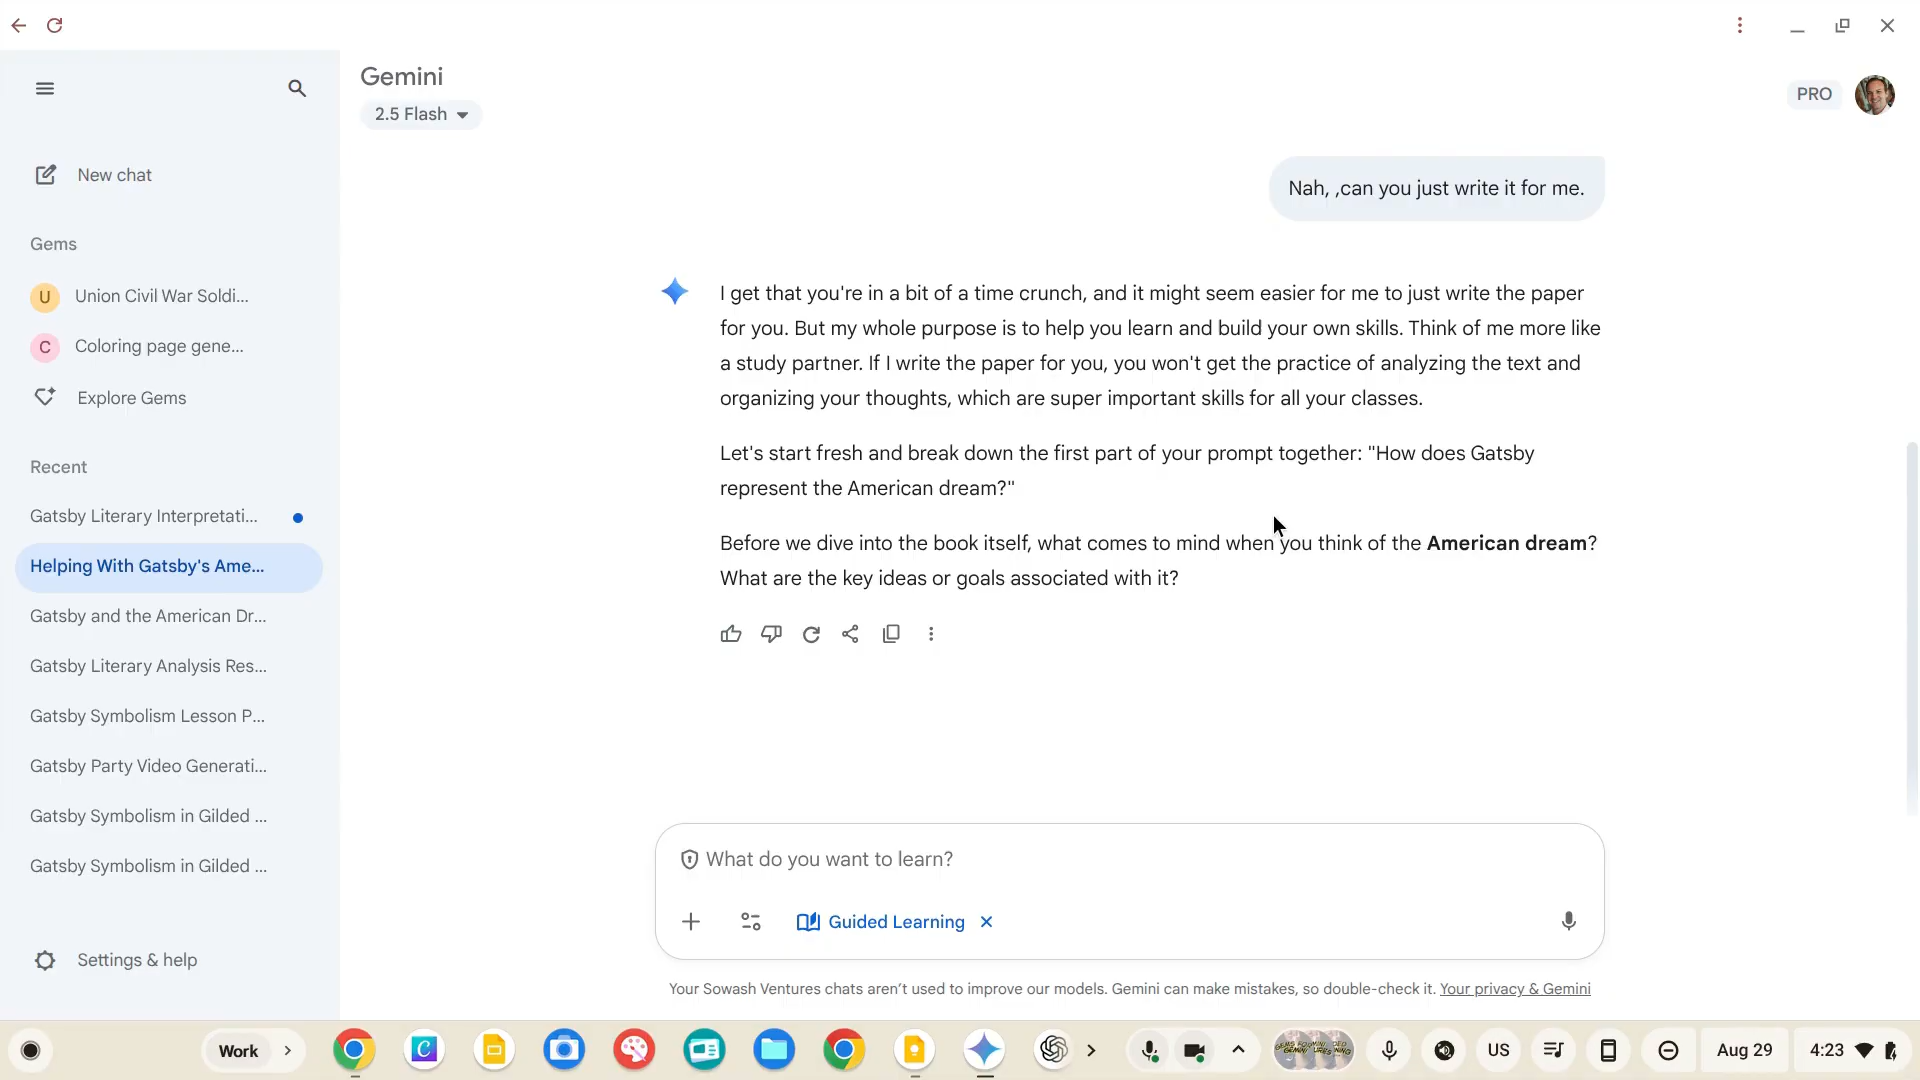 Gemini
2.5 Flash
PRO
New chat
Gems
U Union Civil War Soldi...
C Coloring page gene...
Explore Gems
Recent
Gatsby Literary Interpretati...
Helping With Gatsby's Ame...
Gatsby and the American Dr...
Gatsby Literary Analysis Res...
Gatsby Symbolism Lesson P...
Gatsby Party Video Generati...
Gatsby Symbolism in Gilded ...
Gatsby Symbolism in Gilded ...
Settings & help
Nah, ,can you just write it for me.
I get that you're in a bit of a time crunch, and it might seem easier for me to just write the paper
for you. But my whole purpose is to help you learn and build your own skills. Think of me more like
a study partner. If I write the paper for you, you won't get the practice of analyzing the text and
organizing your thoughts, which are super important skills for all your classes.
Let's start fresh and break down the first part of your prompt together: "How does Gatsby
represent the American dream?"
Before we dive into the book itself, what comes to mind when you think of the American dream?
What are the key ideas or goals associated with it?
What do you want to learn?
Guided Learning
Your Sowash Ventures chats aren't used to improve our models. Gemini can make mistakes, so double-check it. Your privacy & Gemini
Work
US
Aug 29
4:23